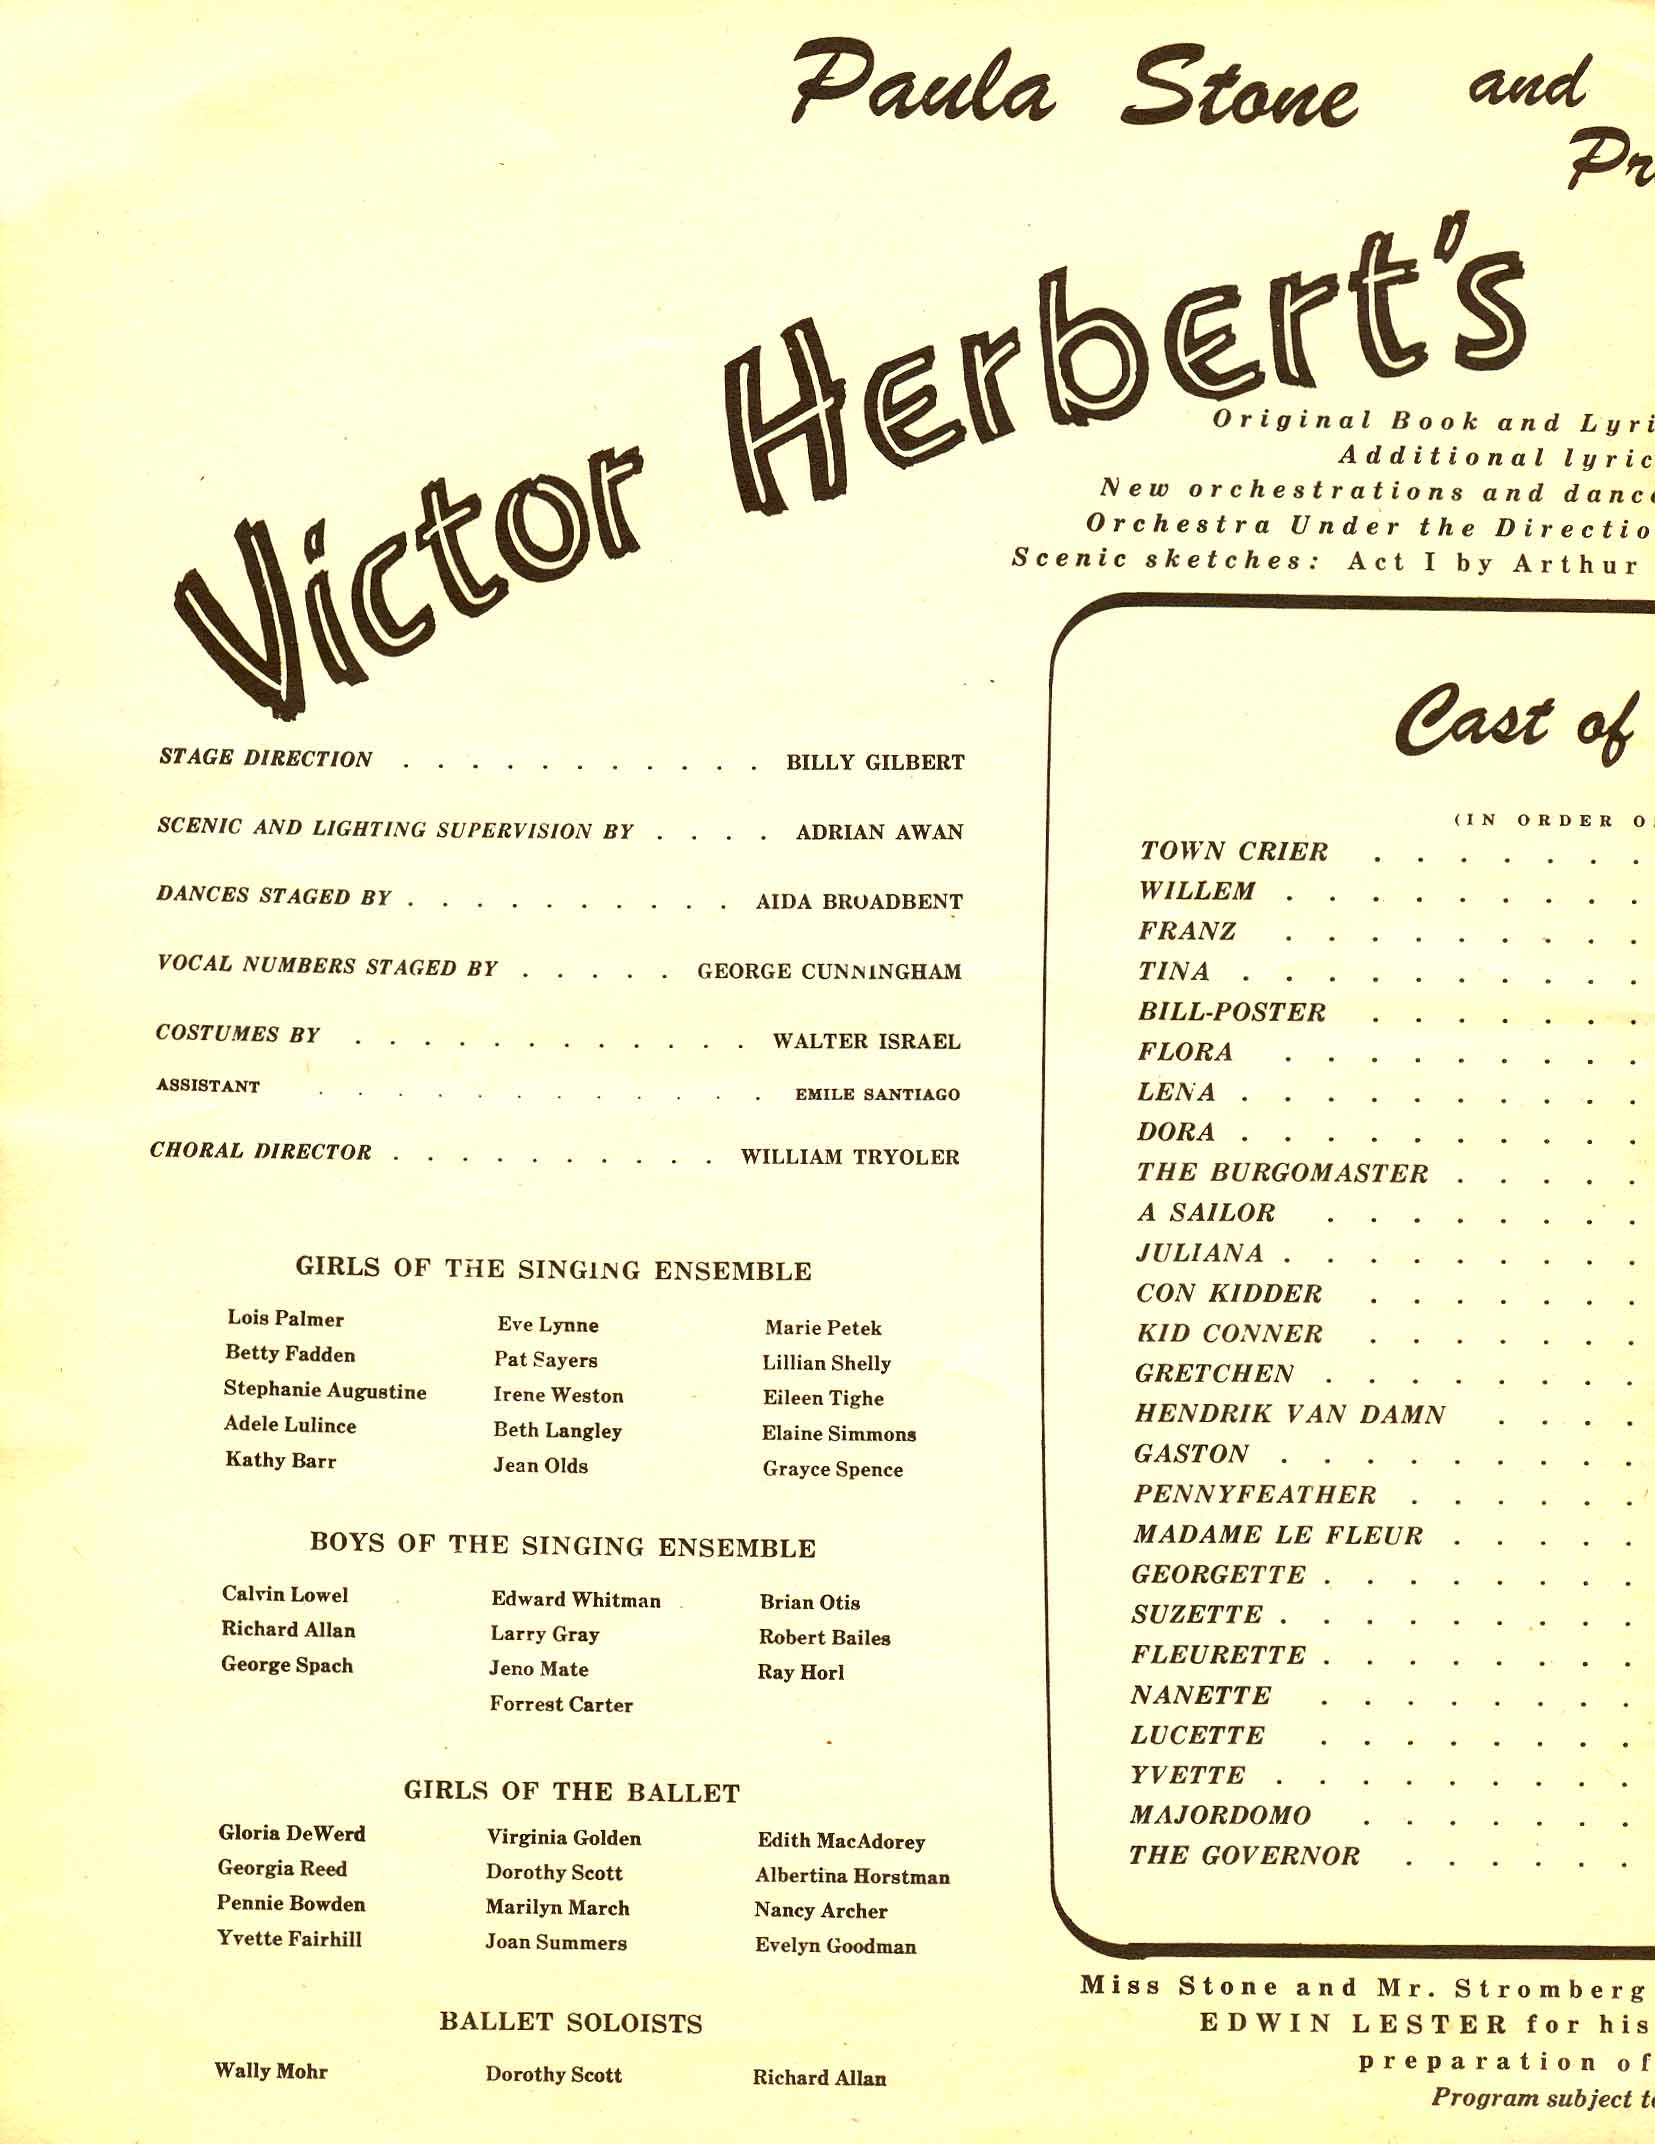 Paula Stone and
Victor Herbert's
Original Book and
Additional
New orchestrations and
Orchestra Under the
Scenic sketches: Act I by Arthur
STAGE DIRECTION . . . . . . . . . . . BILLY GILBERT
SCENIC AND LIGHTING SUPERVISION BY . . . . ADRIAN AWAN
DANCES STAGED BY . . . . . . . . . . AIDA BROADBENT
VOCAL NUMBERS STAGED BY . . . . . GEORGE CUNNINGHAM
COSTUMES BY . . . . . . . . . . . . WALTER ISRAEL
ASSISTANT . . . . . . . . . . . . EMILE SANTIAGO
CHORAL DIRECTOR . . . . . . . . . . WILLIAM TRYOLER
GIRLS OF THE SINGING ENSEMBLE
Lois Palmer Eve Lynne Marie Petek
Betty Fadden Pat Sayers Lillian Shelly
Stephanie Augustine Irene Weston Eileen Tighe
Adele Lulince Beth Langley Elaine Simmons
Kathy Barr Jean Olds Grayce Spence
BOYS OF THE SINGING ENSEMBLE
Calvin Lowel Edward Whitman Brian Otis
Richard Allan Larry Gray Robert Bailes
George Spach Jeno Mate Ray Horl
Forrest Carter
GIRLS OF THE BALLET
Gloria DeWerd Virginia Golden Edith MacAdorey
Georgia Reed Dorothy Scott Albertina Horstman
Pennie Bowden Marilyn March Nancy Archer
Yvette Fairhill Joan Summers Evelyn Goodman
BALLET SOLOISTS
Wally Mohr Dorothy Scott Richard Allan
Cast of
(IN ORDER
TOWN CRIER . . . . . . .
WILLEM . . . . . . . . .
FRANZ . . . . . . . . .
TINA . . . . . . . . . .
BILL-POSTER . . . . . . .
FLORA . . . . . . . . .
LENA . . . . . . . . . .
DORA . . . . . . . . . .
THE BURGOMASTER . . . . .
A SAILOR . . . . . . . .
JULIANA . . . . . . . . .
CON KIDDER . . . . . . .
KID CONNER . . . . . . .
GRETCHEN . . . . . . . .
HENDRIK VAN DAMN . . . .
GASTON . . . . . . . . .
PENNYFEATHER . . . . . .
MADAME LE FLEUR . . . . .
GEORGETTE . . . . . . . .
SUZETTE . . . . . . . . .
FLEURETTE . . . . . . . .
NANETTE . . . . . . . .
LUCETTE . . . . . . . .
YVETTE . . . . . . . . .
MAJORDOMO . . . . . . .
THE GOVERNOR . . . . . .
Miss Stone and Mr. Stromberg
EDWIN LESTER for his
preparation of
Program subject